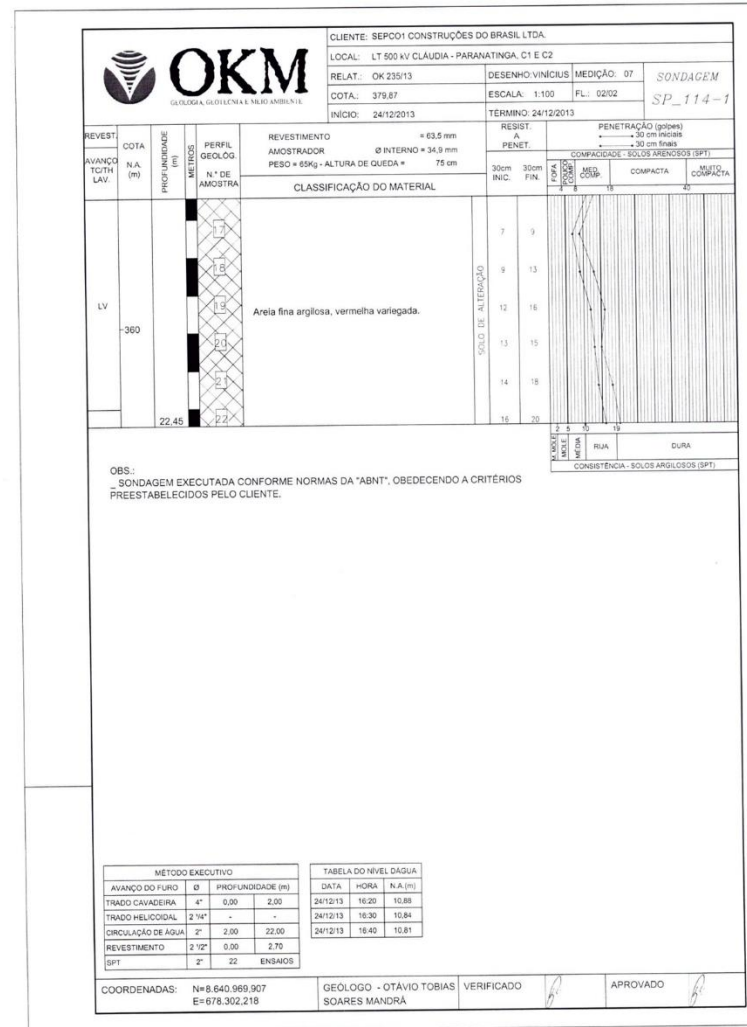 OKM
GEOLOGIA, GEOTECNIA E MEIO AMBIENTE
CLIENTE: SEPCO1 CONSTRUÇÕES DO BRASIL LTDA.
LOCAL: LT 500 kV CLÁUDIA - PARANATINGA, C1 E C2
RELAT.: OK 235/13 DESENHO:VINÍCIUS MEDIÇÃO: 07
COTA.: 379,87 ESCALA: 1:100 FL.: 02/02
INÍCIO: 24/12/2013 TÉRMINO: 24/12/2013
SONDAGEM
SP_114-1
REVEST.
AVANÇO
TC/TH
LAV.
COTA
N.A.
(m)
PROFUNDIDADE
(m)
METROS
PERFIL
GEOLÓG.
N.º DE
AMOSTRA
REVESTIMENTO = 63,5 mm
AMOSTRADOR Ø INTERNO = 34,9 mm
PESO = 65Kg - ALTURA DE QUEDA = 75 cm
CLASSIFICAÇÃO DO MATERIAL
RESIST.
A
PENET.
30cm INIC.
30cm FIN.
PENETRAÇÃO (golpes)
30 cm iniciais
30 cm finais
COMPACIDADE - SOLOS ARENOSOS (SPT)
FOFA POUCO COMP. MED. COMP. COMPACTA MUITO COMPACTA
4 8 18 40
17 7 9
18 9 13
19 12 16
20 13 15
21 14 18
22 16 20
LV
360
22,45
Areia fina argilosa, vermelha variegada.
SOLO DE ALTERAÇÃO
2 5 10 19
M. MOLE MOLE MÉDIA RIJA DURA
CONSISTÊNCIA - SOLOS ARGILOSOS (SPT)
OBS.:
_ SONDAGEM EXECUTADA CONFORME NORMAS DA "ABNT", OBEDECENDO A CRITÉRIOS
PREESTABELECIDOS PELO CLIENTE.
MÉTODO EXECUTIVO
AVANÇO DO FURO Ø PROFUNDIDADE (m)
TRADO CAVADEIRA 4" 0,00 2,00
TRADO HELICOIDAL 2 1/4" - -
CIRCULAÇÃO DE ÁGUA 2" 2,00 22,00
REVESTIMENTO 2 1/2" 0,00 2,70
SPT 2" 22 ENSAIOS
TABELA DO NÍVEL DÁGUA
DATA HORA N.A.(m)
24/12/13 16:20 10,88
24/12/13 16:30 10,84
24/12/13 16:40 10,81
COORDENADAS: N=8.640.969,907
E=678.302,218
GEÓLOGO - OTÁVIO TOBIAS
SOARES MANDRÁ
VERIFICADO
APROVADO